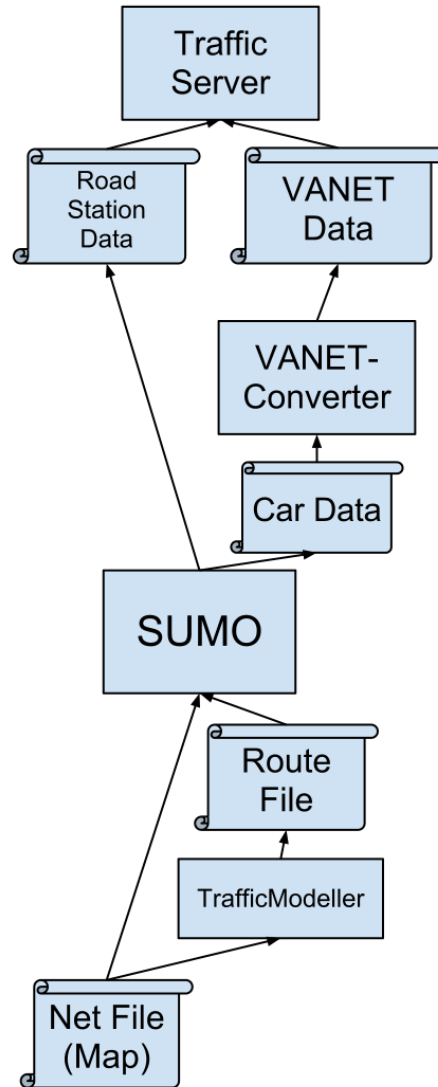 Traffic
Server
Road
Station
Data
VANET
Data
VANET-
Converter
Car Data
SUMO
Route
File
TrafficModeller
Net File
(Map)